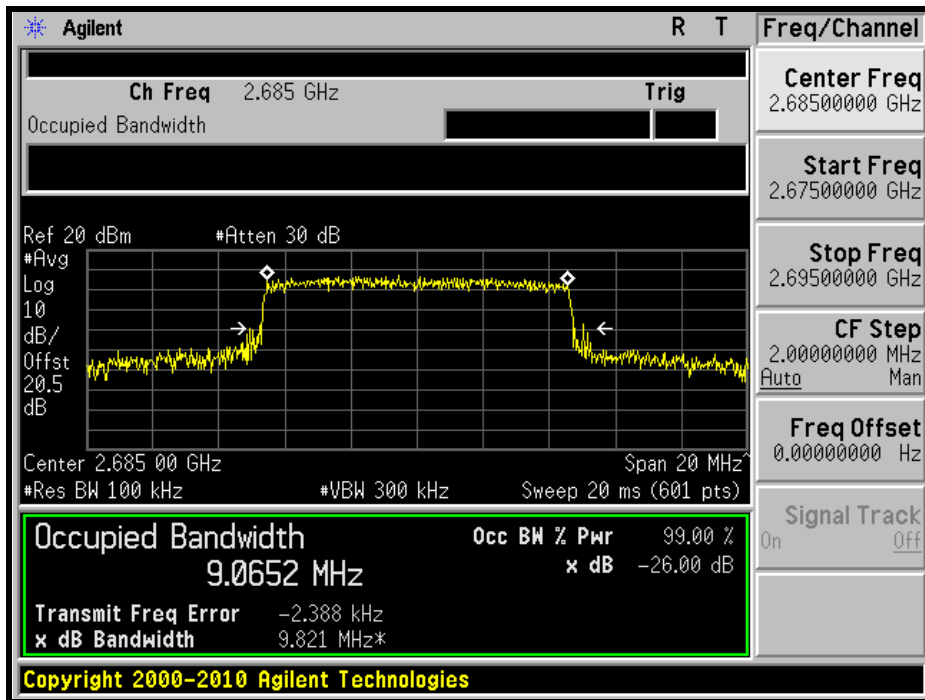 Agilent R T
Ch Freq 2.685 GHz Trig
Occupied Bandwidth
Ref 20 dBm #Atten 30 dB
#Avg
Log
10
dB/
Offst
20.5
dB
Center 2.685 00 GHz Span 20 MHz^
#Res BW 100 kHz #VBW 300 kHz Sweep 20 ms (601 pts)
Occupied Bandwidth Occ BW % Pwr 99.00 %
9.0652 MHz x dB -26.00 dB
Transmit Freq Error -2.388 kHz
x dB Bandwidth 9.821 MHz*
Copyright 2000-2010 Agilent Technologies
Freq/Channel
Center Freq
2.68500000 GHz
Start Freq
2.67500000 GHz
Stop Freq
2.69500000 GHz
CF Step
2.00000000 MHz
Auto Man
Freq Offset
0.00000000 Hz
Signal Track
On Off